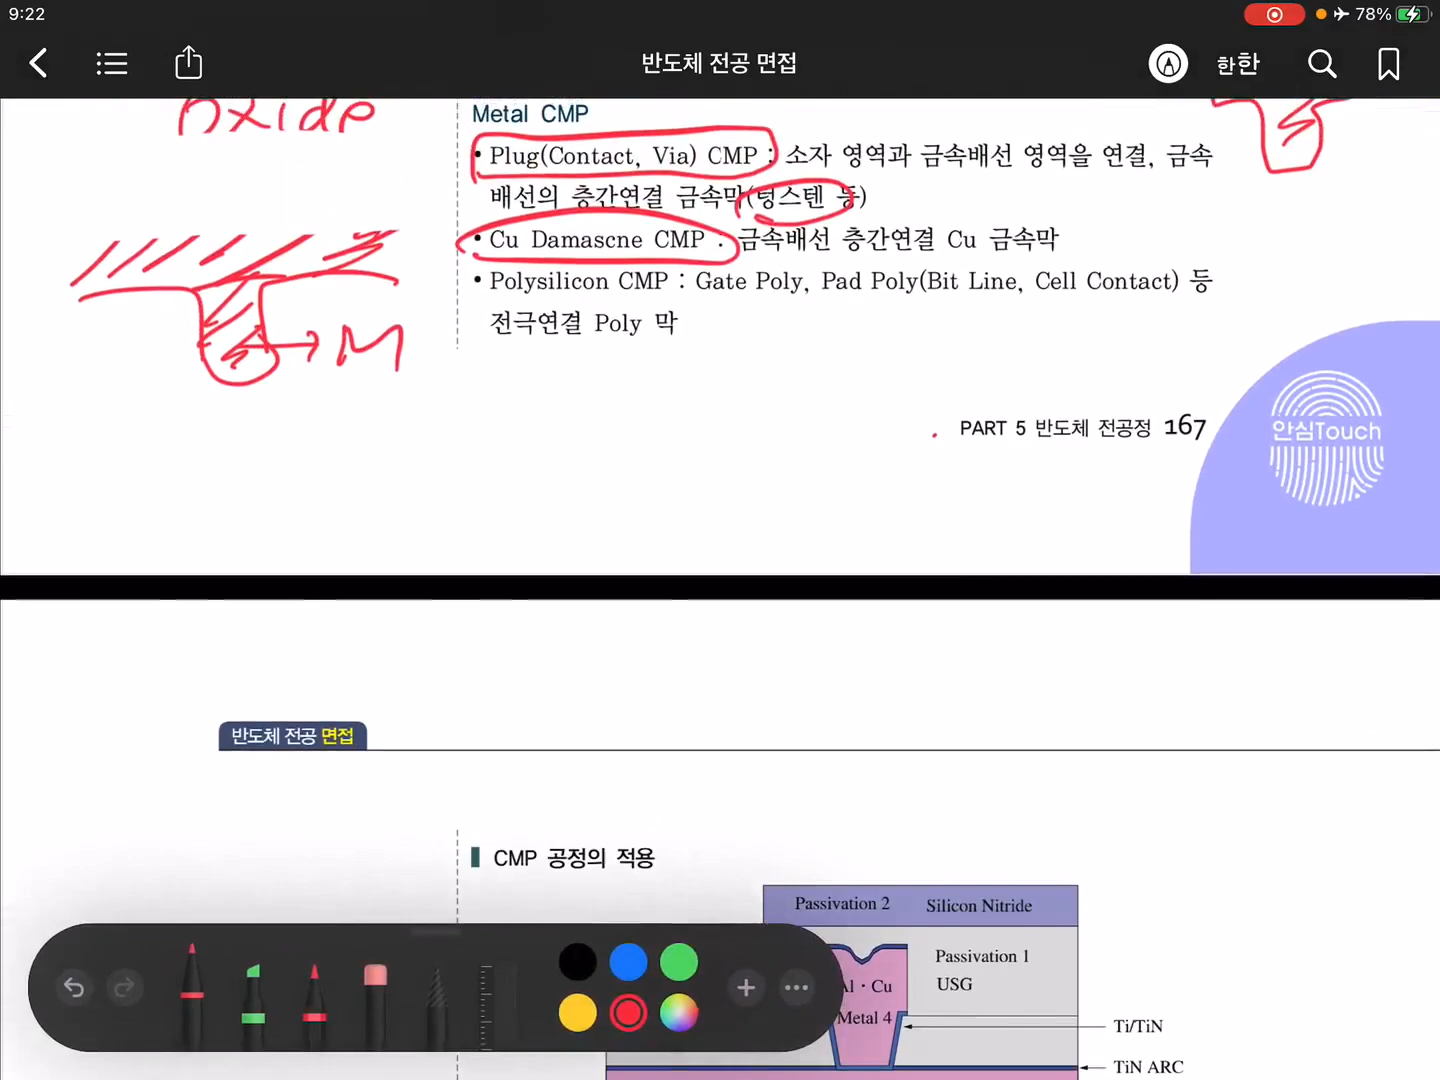 9:22
78%
반도체 전공 면접
한한
Oxide
Metal CMP
• Plug(Contact, Via) CMP : 소자 영역과 금속배선 영역을 연결, 금속
배선의 층간연결 금속막(텅스텐 등)
• Cu Damascne CMP : 금속배선 층간연결 Cu 금속막
• Polysilicon CMP : Gate Poly, Pad Poly(Bit Line, Cell Contact) 등
전극연결 Poly 막
M
PART 5 반도체 전공정 167
안심Touch
반도체 전공 면접
CMP 공정의 적용
Passivation 2 Silicon Nitride
Passivation 1
USG
Al · Cu
Metal 4
Ti/TiN
TiN ARC